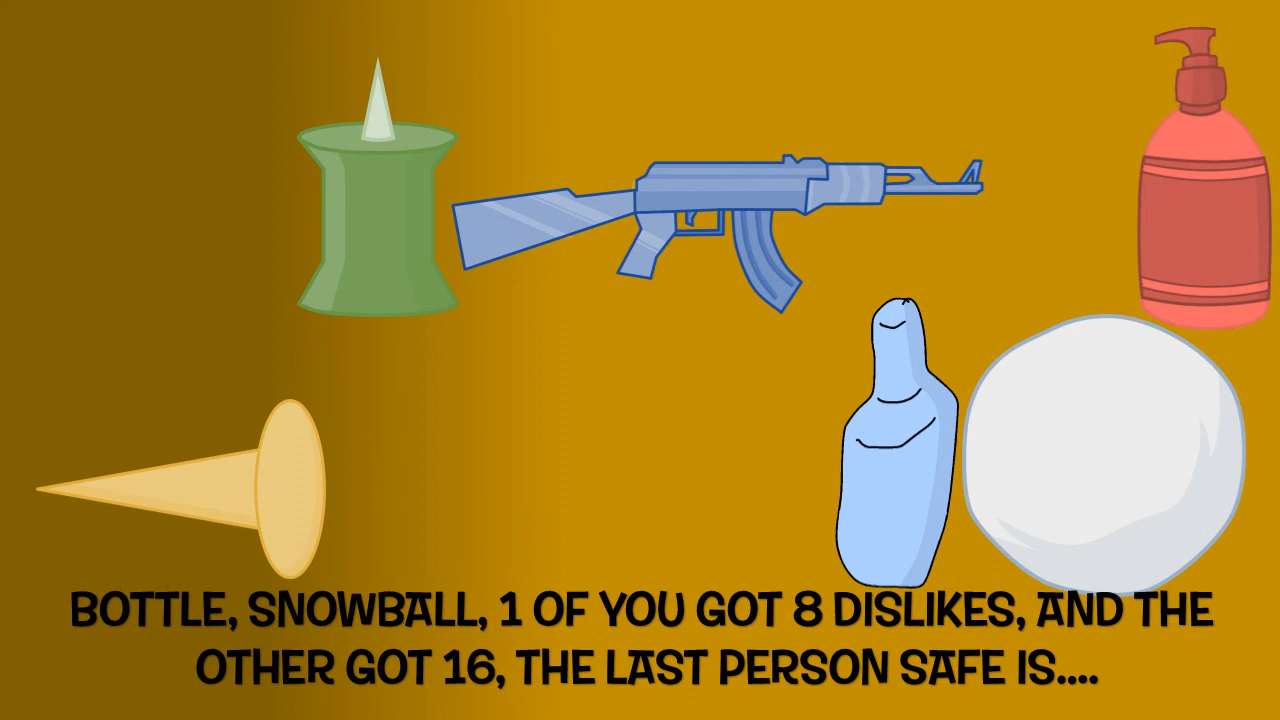 BOTTLE, SNOWBALL, 1 OF YOU GOT 8 DISLIKES, AND THE
OTHER GOT 16, THE LAST PERSON SAFE IS....